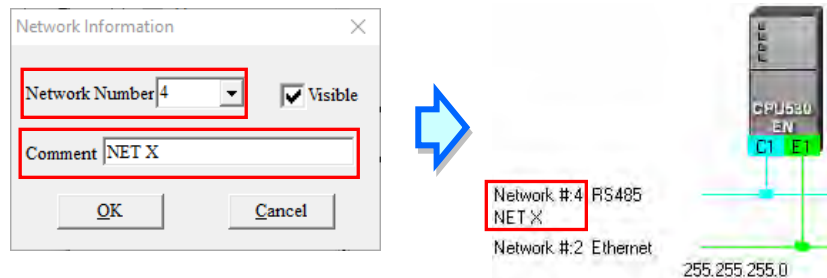 Network Information
Network Number 4
Visible
Comment NET X
OK
Cancel
CPU530
EN
C1 E1
Network #:4 RS485
NET X
Network #:2 Ethernet
255.255.255.0